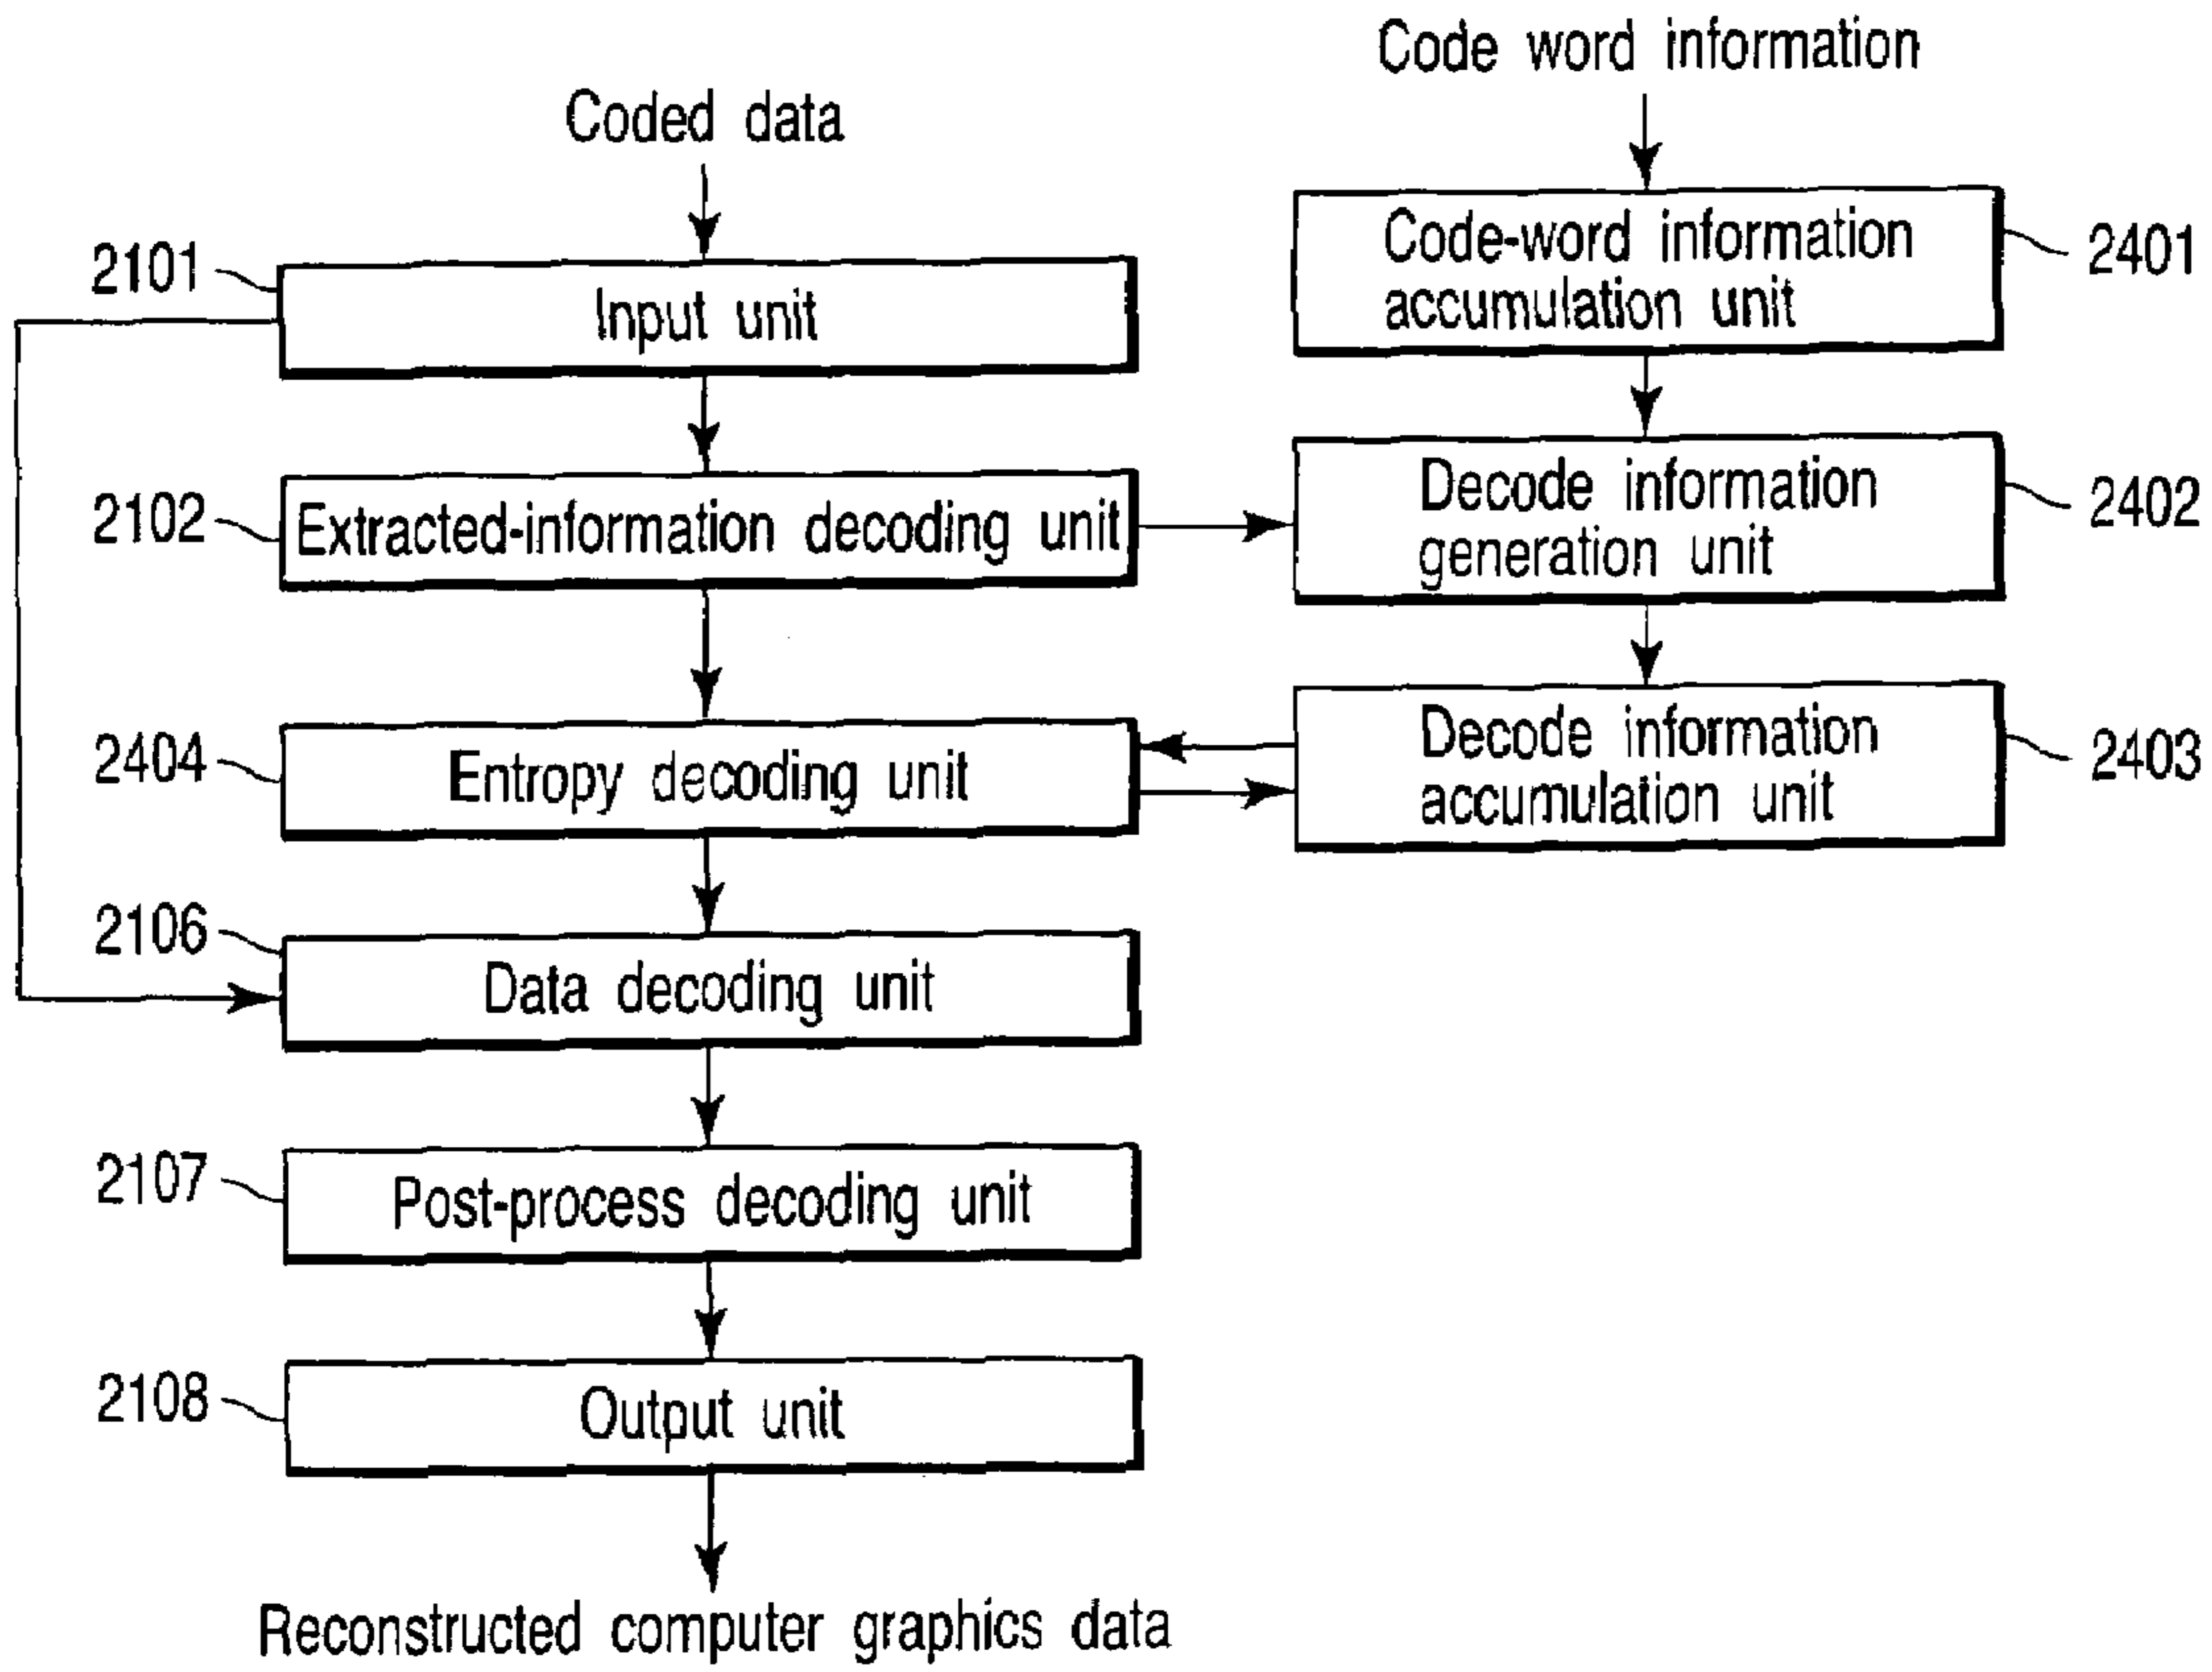 Code word information
Coded data
2101
Input unit
Code-word information
accumulation unit
2401
2102
Extracted-information decoding unit
Decode information
generation unit
2402
2404
Entropy decoding unit
Decode information
accumulation unit
2403
2106
Data decoding unit
2107
Post-process decoding unit
2108
Output unit
Reconstructed computer graphics data